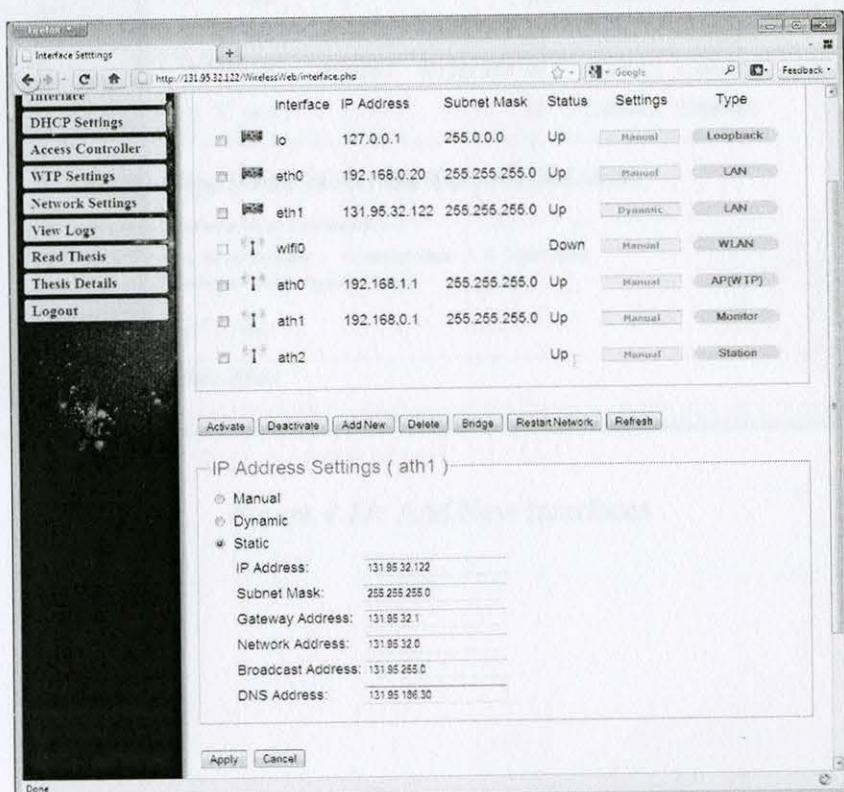 Interface Setttings
http://131.95.32.122/WirelessWeb/interface.php
Google
Feedback
Interface
DHCP Settings
Access Controller
WTP Settings
Network Settings
View Logs
Read Thesis
Thesis Details
Logout
Interface IP Address Subnet Mask Status Settings Type
lo 127.0.0.1 255.0.0.0 Up Manual Loopback
eth0 192.168.0.20 255.255.255.0 Up Manual LAN
eth1 131.95.32.122 255.255.255.0 Up Dynamic LAN
wifi0 Down Manual WLAN
ath0 192.168.1.1 255.255.255.0 Up Manual AP(WTP)
ath1 192.168.0.1 255.255.255.0 Up Manual Monitor
ath2 Up Manual Station
Activate Deactivate Add New Delete Bridge Restart Network Refresh
IP Address Settings ( ath1 )
Manual
Dynamic
Static
IP Address: 131.95.32.122
Subnet Mask: 255.255.255.0
Gateway Address: 131.95.32.1
Network Address: 131.95.32.0
Broadcast Address: 131.95.255.0
DNS Address: 131.95.186.30
Apply Cancel
Done